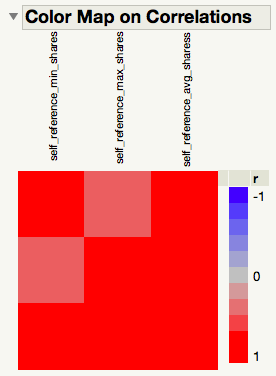 Color Map on Correlations
self_reference_min_shares
self_reference_max_shares
self_reference_avg_sharess
r
-1
0
1